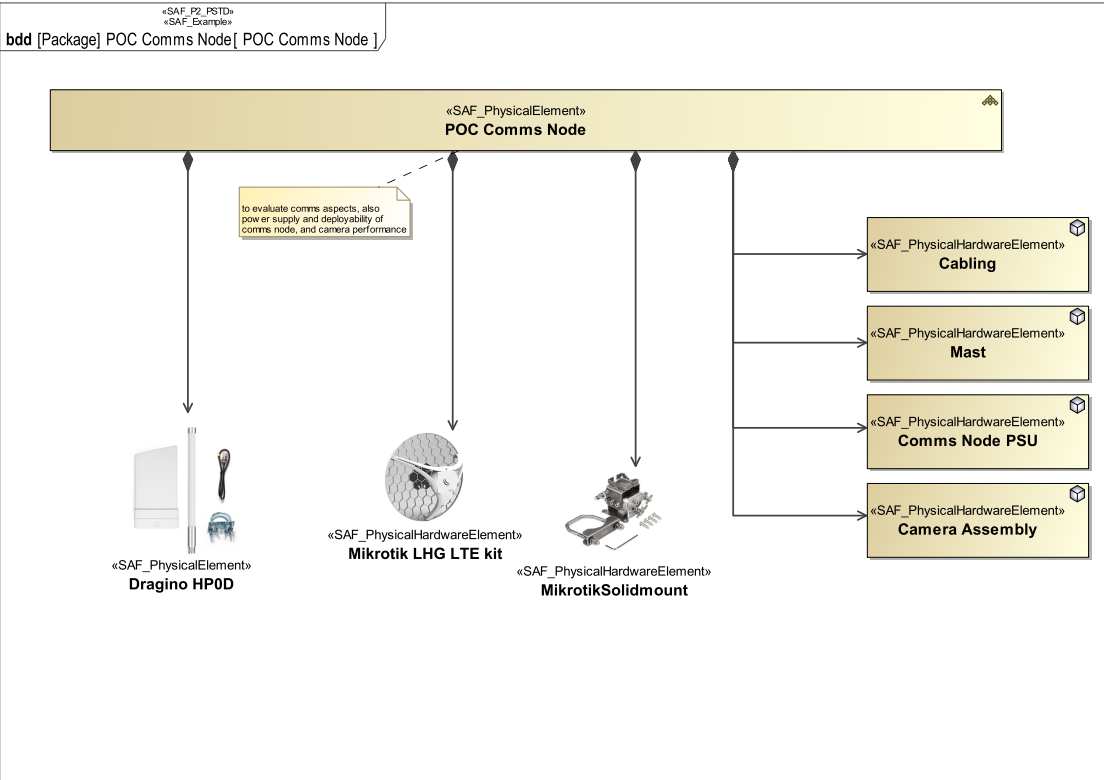 «SAF_P2_PSTD»
«SAF_Example»
bdd [Package] POC Comms Node[ POC Comms Node ]
«SAF_PhysicalElement»
POC Comms Node
to evaluate comms aspects, also
power supply and deployability of
comms node, and camera performance
«SAF_PhysicalHardwareElement»
Cabling
«SAF_PhysicalHardwareElement»
Mast
«SAF_PhysicalHardwareElement»
Comms Node PSU
«SAF_PhysicalHardwareElement»
Camera Assembly
«SAF_PhysicalElement»
Dragino HP0D
«SAF_PhysicalHardwareElement»
Mikrotik LHG LTE kit
«SAF_PhysicalHardwareElement»
MikrotikSolidmount